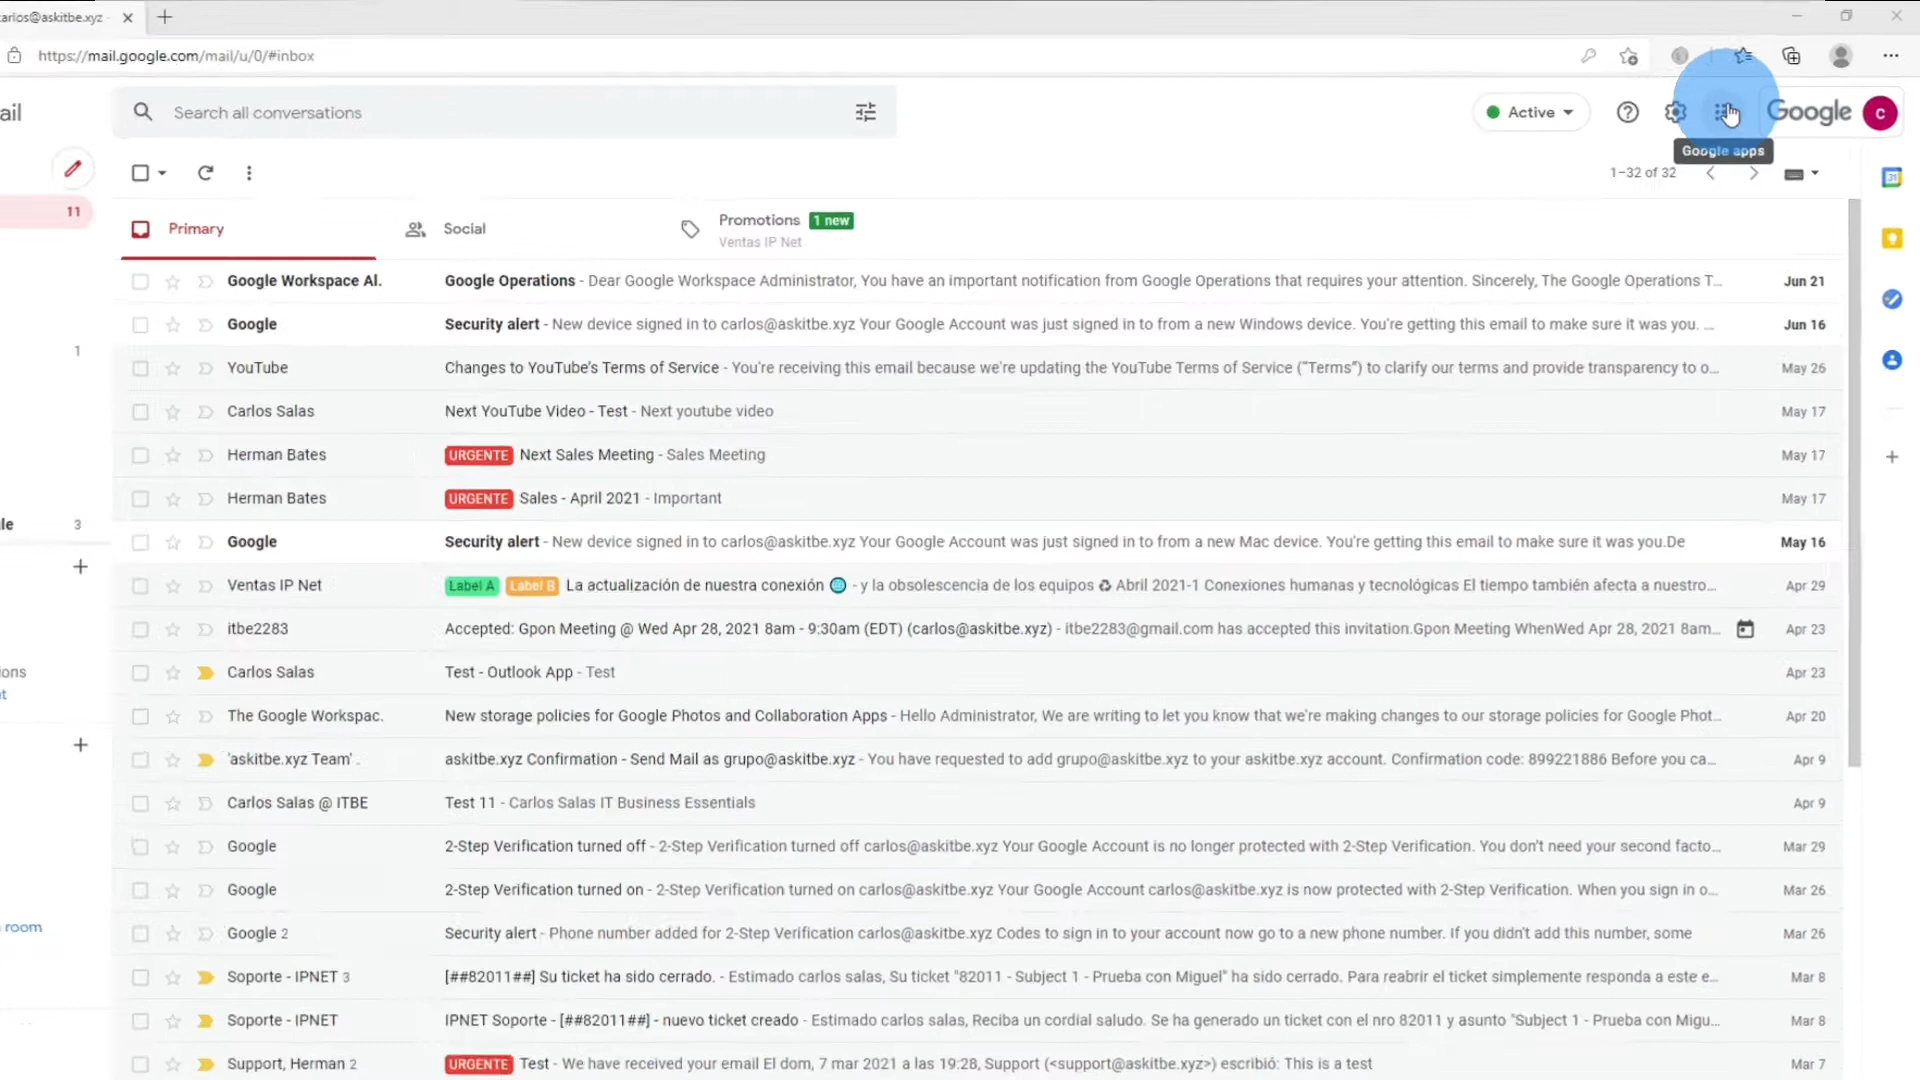 carlos@askitbe.xyz
https://mail.google.com/mail/u/0/#inbox
ail
Search all conversations
Active
Google
C
Google apps
1–32 of 32
11
Primary
Social
Promotions 1 new
Ventas IP Net
31
Google Workspace Al. Google Operations - Dear Google Workspace Administrator, You have an important notification from Google Operations that requires your attention. Sincerely, The Google Operations T... Jun 21
Google Security alert - New device signed in to carlos@askitbe.xyz Your Google Account was just signed in to from a new Windows device. You're getting this email to make sure it was you. ... Jun 16
1
YouTube Changes to YouTube's Terms of Service - You're receiving this email because we're updating the YouTube Terms of Service ("Terms") to clarify our terms and provide transparency to o... May 26
Carlos Salas Next YouTube Video - Test - Next youtube video May 17
Herman Bates URGENTE Next Sales Meeting - Sales Meeting May 17
Herman Bates URGENTE Sales - April 2021 - Important May 17
le 3
Google Security alert - New device signed in to carlos@askitbe.xyz Your Google Account was just signed in to from a new Mac device. You're getting this email to make sure it was you.De May 16
Ventas IP Net Label A Label B La actualización de nuestra conexión 🌐 - y la obsolescencia de los equipos ♻ Abril 2021-1 Conexiones humanas y tecnológicas El tiempo también afecta a nuestro... Apr 29
itbe2283 Accepted: Gpon Meeting @ Wed Apr 28, 2021 8am - 9:30am (EDT) (carlos@askitbe.xyz) - itbe2283@gmail.com has accepted this invitation.Gpon Meeting WhenWed Apr 28, 2021 8am... Apr 23
ions
t
Carlos Salas Test - Outlook App - Test Apr 23
The Google Workspac. New storage policies for Google Photos and Collaboration Apps - Hello Administrator, We are writing to let you know that we're making changes to our storage policies for Google Phot... Apr 20
'askitbe.xyz Team' . askitbe.xyz Confirmation - Send Mail as grupo@askitbe.xyz - You have requested to add grupo@askitbe.xyz to your askitbe.xyz account. Confirmation code: 899221886 Before you ca... Apr 9
Carlos Salas @ ITBE Test 11 - Carlos Salas IT Business Essentials Apr 9
Google 2-Step Verification turned off - 2-Step Verification turned off carlos@askitbe.xyz Your Google Account is no longer protected with 2-Step Verification. You don't need your second facto... Mar 29
Google 2-Step Verification turned on - 2-Step Verification turned on carlos@askitbe.xyz Your Google Account carlos@askitbe.xyz is now protected with 2-Step Verification. When you sign in o... Mar 26
room
Google 2 Security alert - Phone number added for 2-Step Verification carlos@askitbe.xyz Codes to sign in to your account now go to a new phone number. If you didn't add this number, some Mar 26
Soporte - IPNET 3 [##82011##] Su ticket ha sido cerrado. - Estimado carlos salas, Su ticket "82011 - Subject 1 - Prueba con Miguel" ha sido cerrado. Para reabrir el ticket simplemente responda a este e... Mar 8
Soporte - IPNET IPNET Soporte - [##82011##] - nuevo ticket creado - Estimado carlos salas, Reciba un cordial saludo. Se ha generado un ticket con el nro 82011 y asunto "Subject 1 - Prueba con Migu... Mar 8
Support, Herman 2 URGENTE Test - We have received your email El dom, 7 mar 2021 a las 19:28, Support (<support@askitbe.xyz>) escribió: This is a test Mar 7